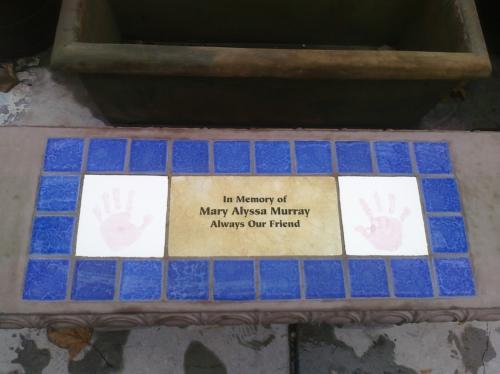 In Memory of
Mary Alyssa Murray
Always Our Friend